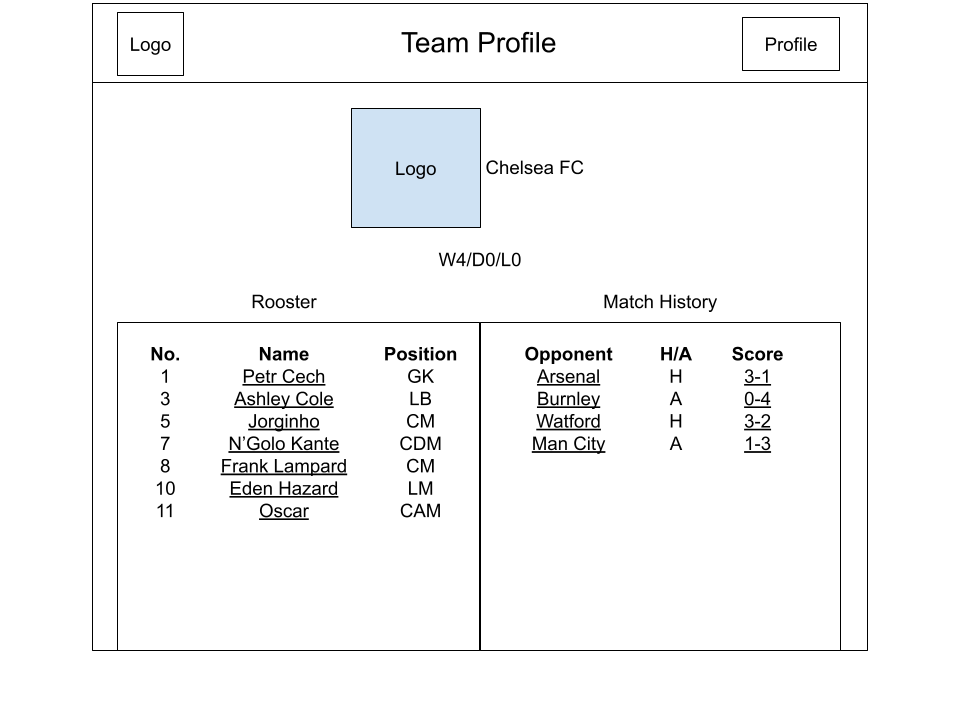 Logo
Team Profile
Profile
Logo
Chelsea FC
W4/D0/L0
Rooster
Match History
No. Name Position
1 Petr Cech GK
3 Ashley Cole LB
5 Jorginho CM
7 N’Golo Kante CDM
8 Frank Lampard CM
10 Eden Hazard LM
11 Oscar CAM
Opponent H/A Score
Arsenal H 3-1
Burnley A 0-4
Watford H 3-2
Man City A 1-3